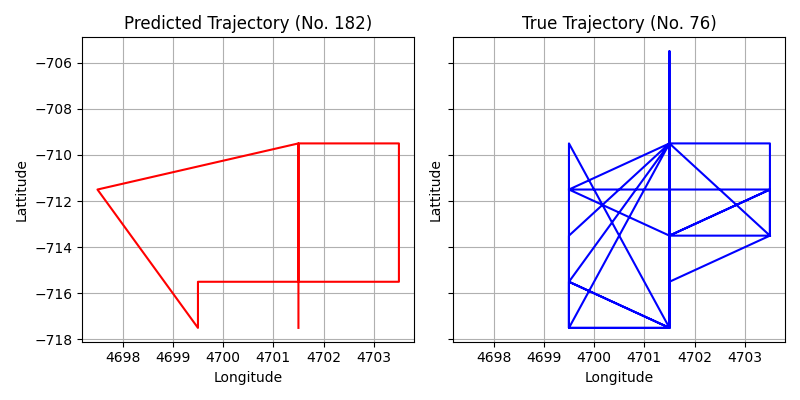 Predicted Trajectory (No. 182)
True Trajectory (No. 76)
−706
−708
−710
−712
−714
−716
−718
Lattitude
Lattitude
4698 4699 4700 4701 4702 4703
4698 4699 4700 4701 4702 4703
Longitude
Longitude